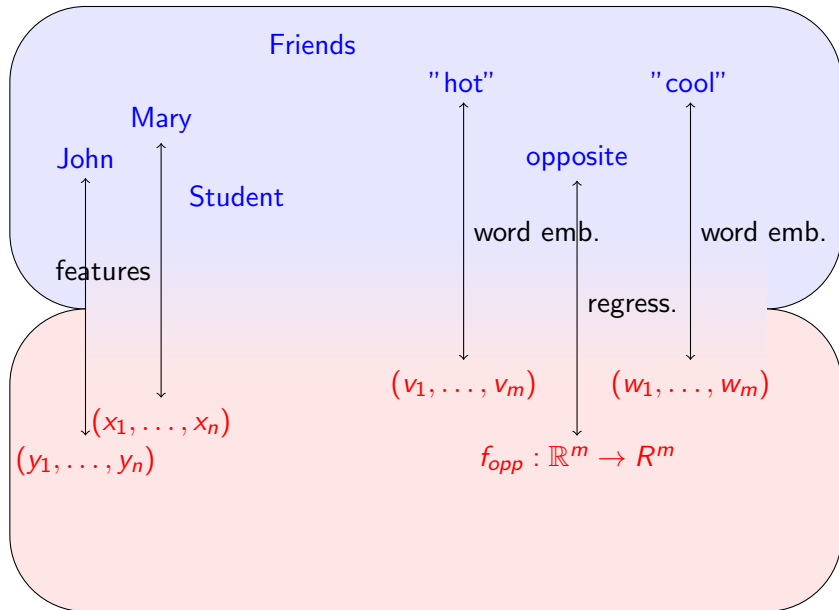 Friends
"hot"
"cool"
Mary
John
opposite
Student
word emb.
word emb.
features
regress.
(v₁, . . . , vₘ)
(w₁, . . . , wₘ)
(x₁, . . . , xₙ)
(y₁, . . . , yₙ)
fₒₚₚ : ℝᵐ → Rᵐ